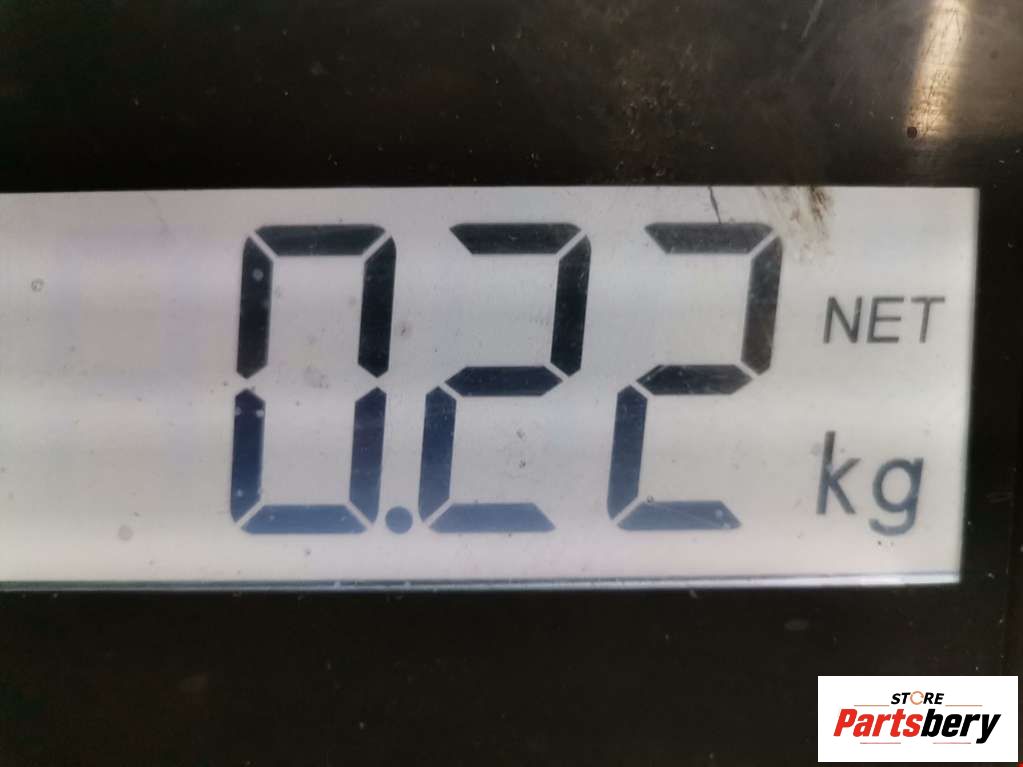 0.22
NET
kg
STORE
Partsbery